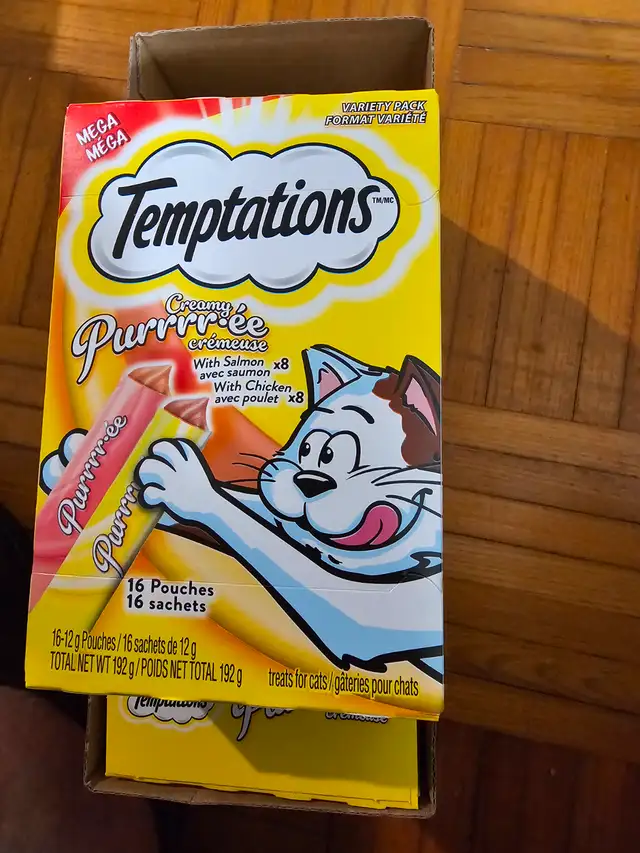 MEGA
MÉGA
VARIETY PACK
FORMAT VARIÉTÉ
Temptations TM/MC
Creamy
Purrrr·ée
crémeuse
With Salmon x8
avec saumon
With Chicken
avec poulet x8
Purrrr·ée
Purrrr
16 Pouches
16 sachets
16-12 g Pouches / 16 sachets de 12 g
TOTAL NET WT 192 g / POIDS NET TOTAL 192 g
treats for cats / gâteries pour chats
Temptations
crémeuse